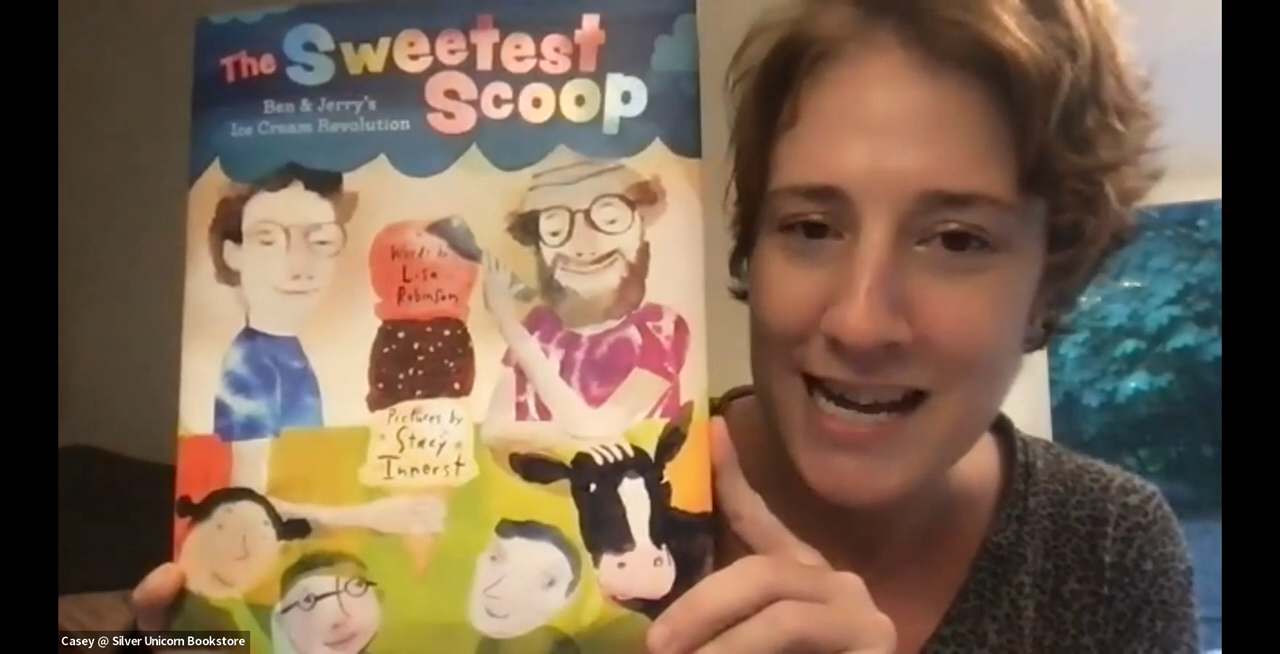 The Sweetest
Scoop
Ben & Jerry's
Ice Cream Revolution
Words by
Lisa
Robinson
Pictures by
Stacy
Innerst
Casey @ Silver Unicorn Bookstore